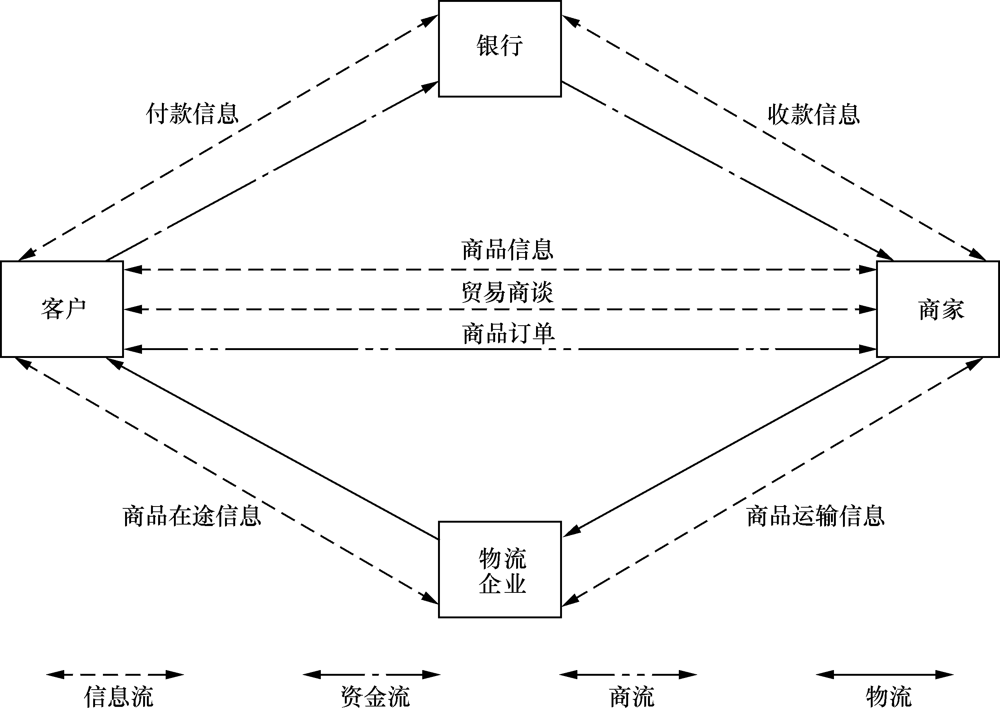 银行
付款信息
收款信息
商品信息
贸易商谈
客户
商家
商品订单
商品在途信息
商品运输信息
物流
企业
信息流
资金流
商流
物流